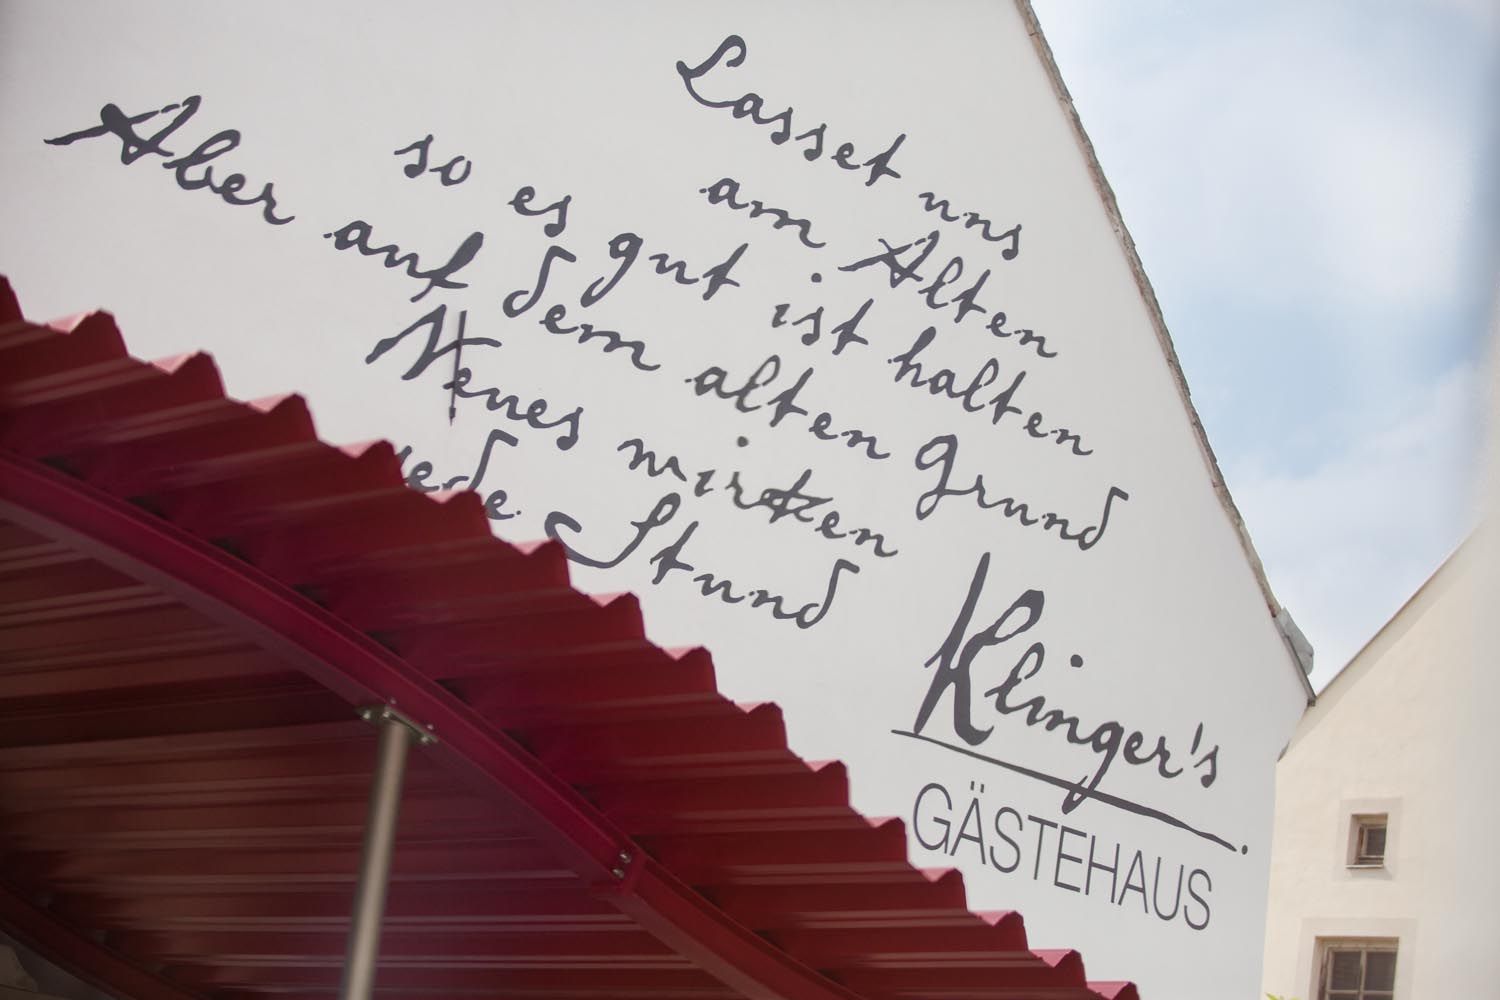 Lasset uns
am Alten
so es gut ist halten
Aber auf dem alten Grund
Neues wirken
jede Stund
Klinger's
GÄSTEHAUS